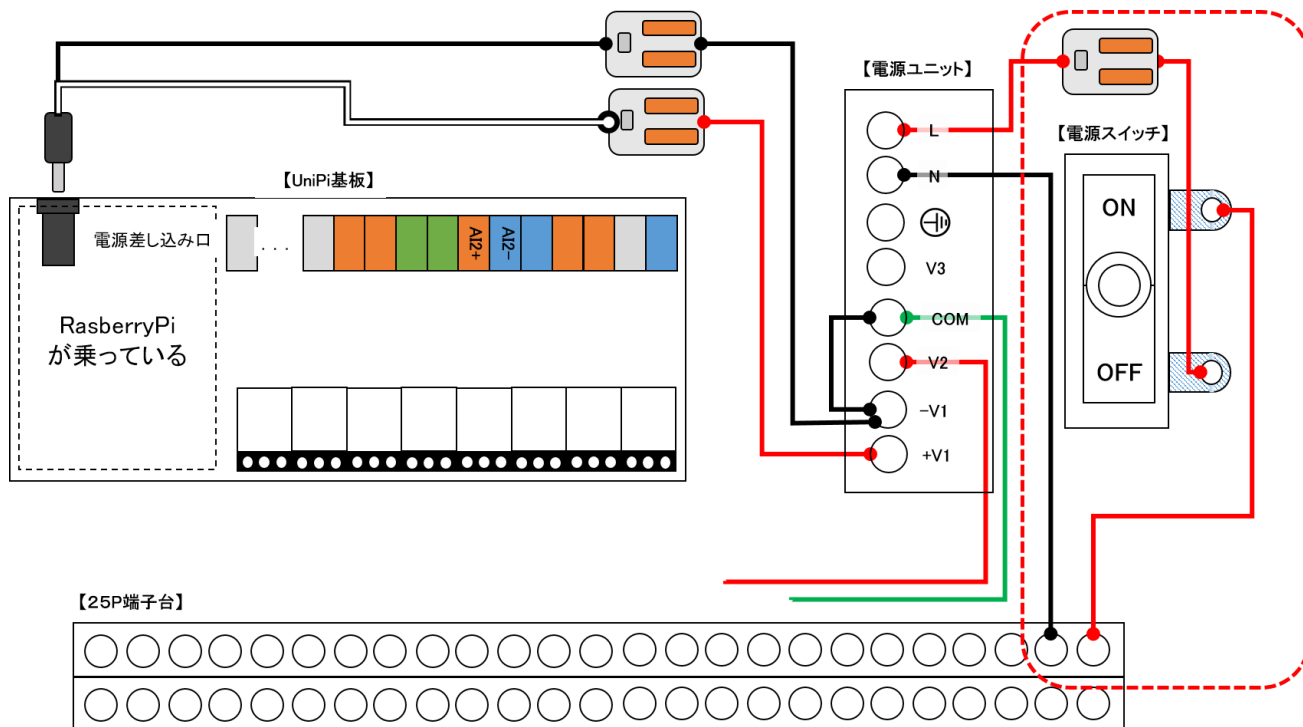 【電源ユニット】
L
【電源スイッチ】
N
【UniPi基板】
ON
電源差し込み口
...
AI2+
AI2-
V3
RasberryPi
が乗っている
COM
V2
OFF
-V1
+V1
【25P端子台】